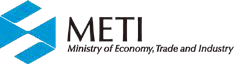 METI
Ministry of Economy, Trade and Industry